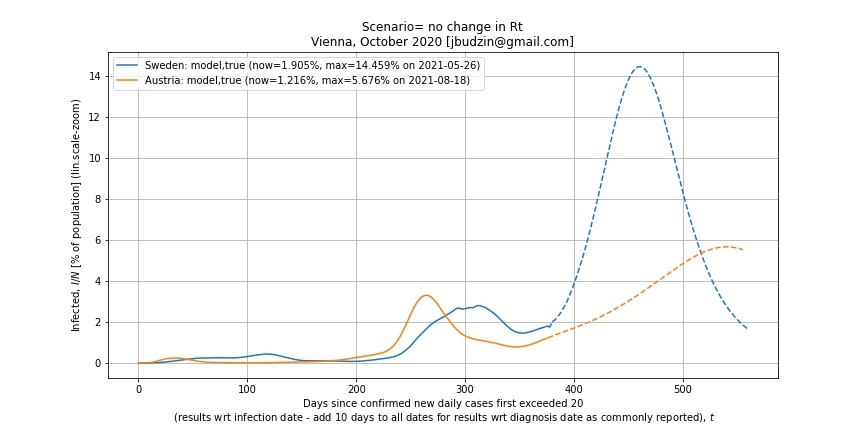 Scenario= no change in Rt
Vienna, October 2020 [jbudzin@gmail.com]
Sweden: model,true (now=1.905%, max=14.459% on 2021-05-26)
Austria: model,true (now=1.216%, max=5.676% on 2021-08-18)
14
12
10
8
6
4
2
0
Infected, I/N [% of population] (lin.scale-zoom)
0 100 200 300 400 500
Days since confirmed new daily cases first exceeded 20
(results wrt infection date - add 10 days to all dates for results wrt diagnosis date as commonly reported), t